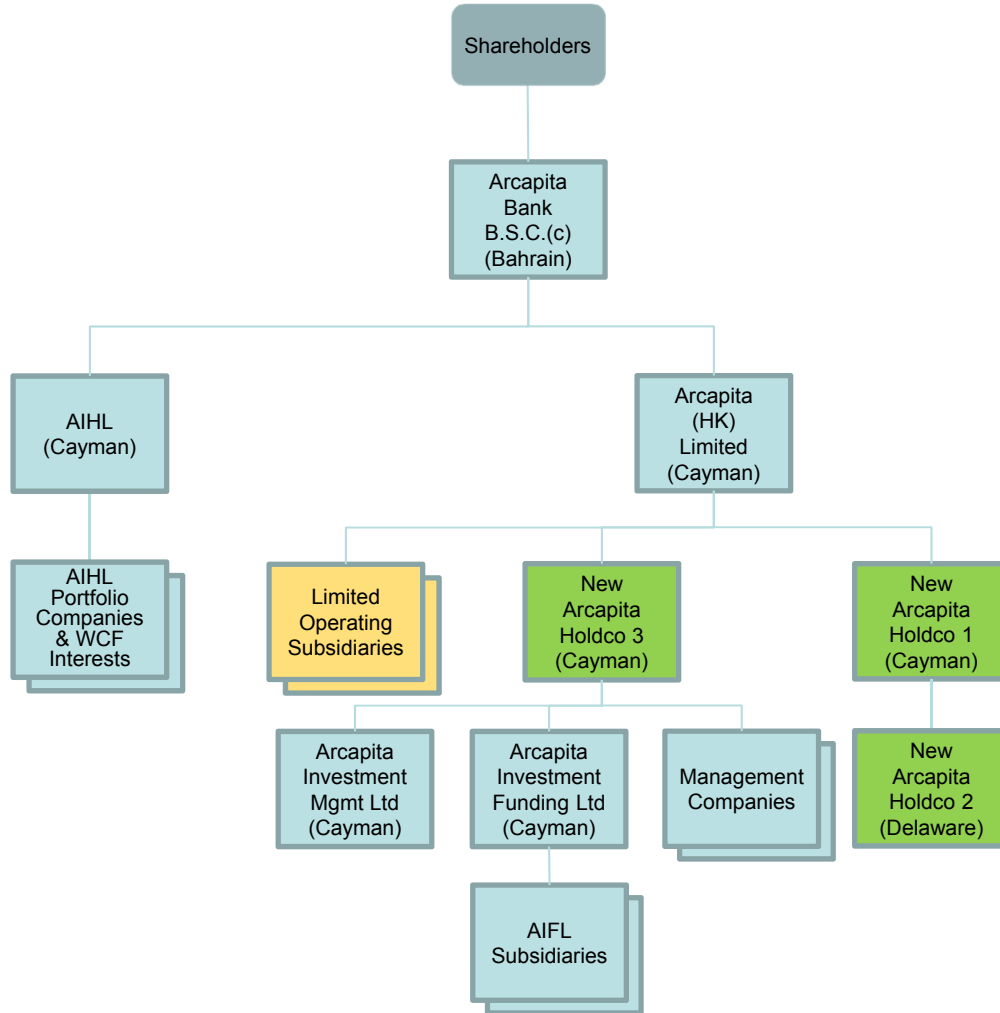 Shareholders
Arcapita
Bank
B.S.C.(c)
(Bahrain)
AIHL
(Cayman)
Arcapita
(HK)
Limited
(Cayman)
AIHL
Portfolio
Companies
& WCF
Interests
Limited
Operating
Subsidiaries
New
Arcapita
Holdco 3
(Cayman)
New
Arcapita
Holdco 1
(Cayman)
Arcapita
Investment
Mgmt Ltd
(Cayman)
Arcapita
Investment
Funding Ltd
(Cayman)
Management
Companies
New
Arcapita
Holdco 2
(Delaware)
AIFL
Subsidiaries